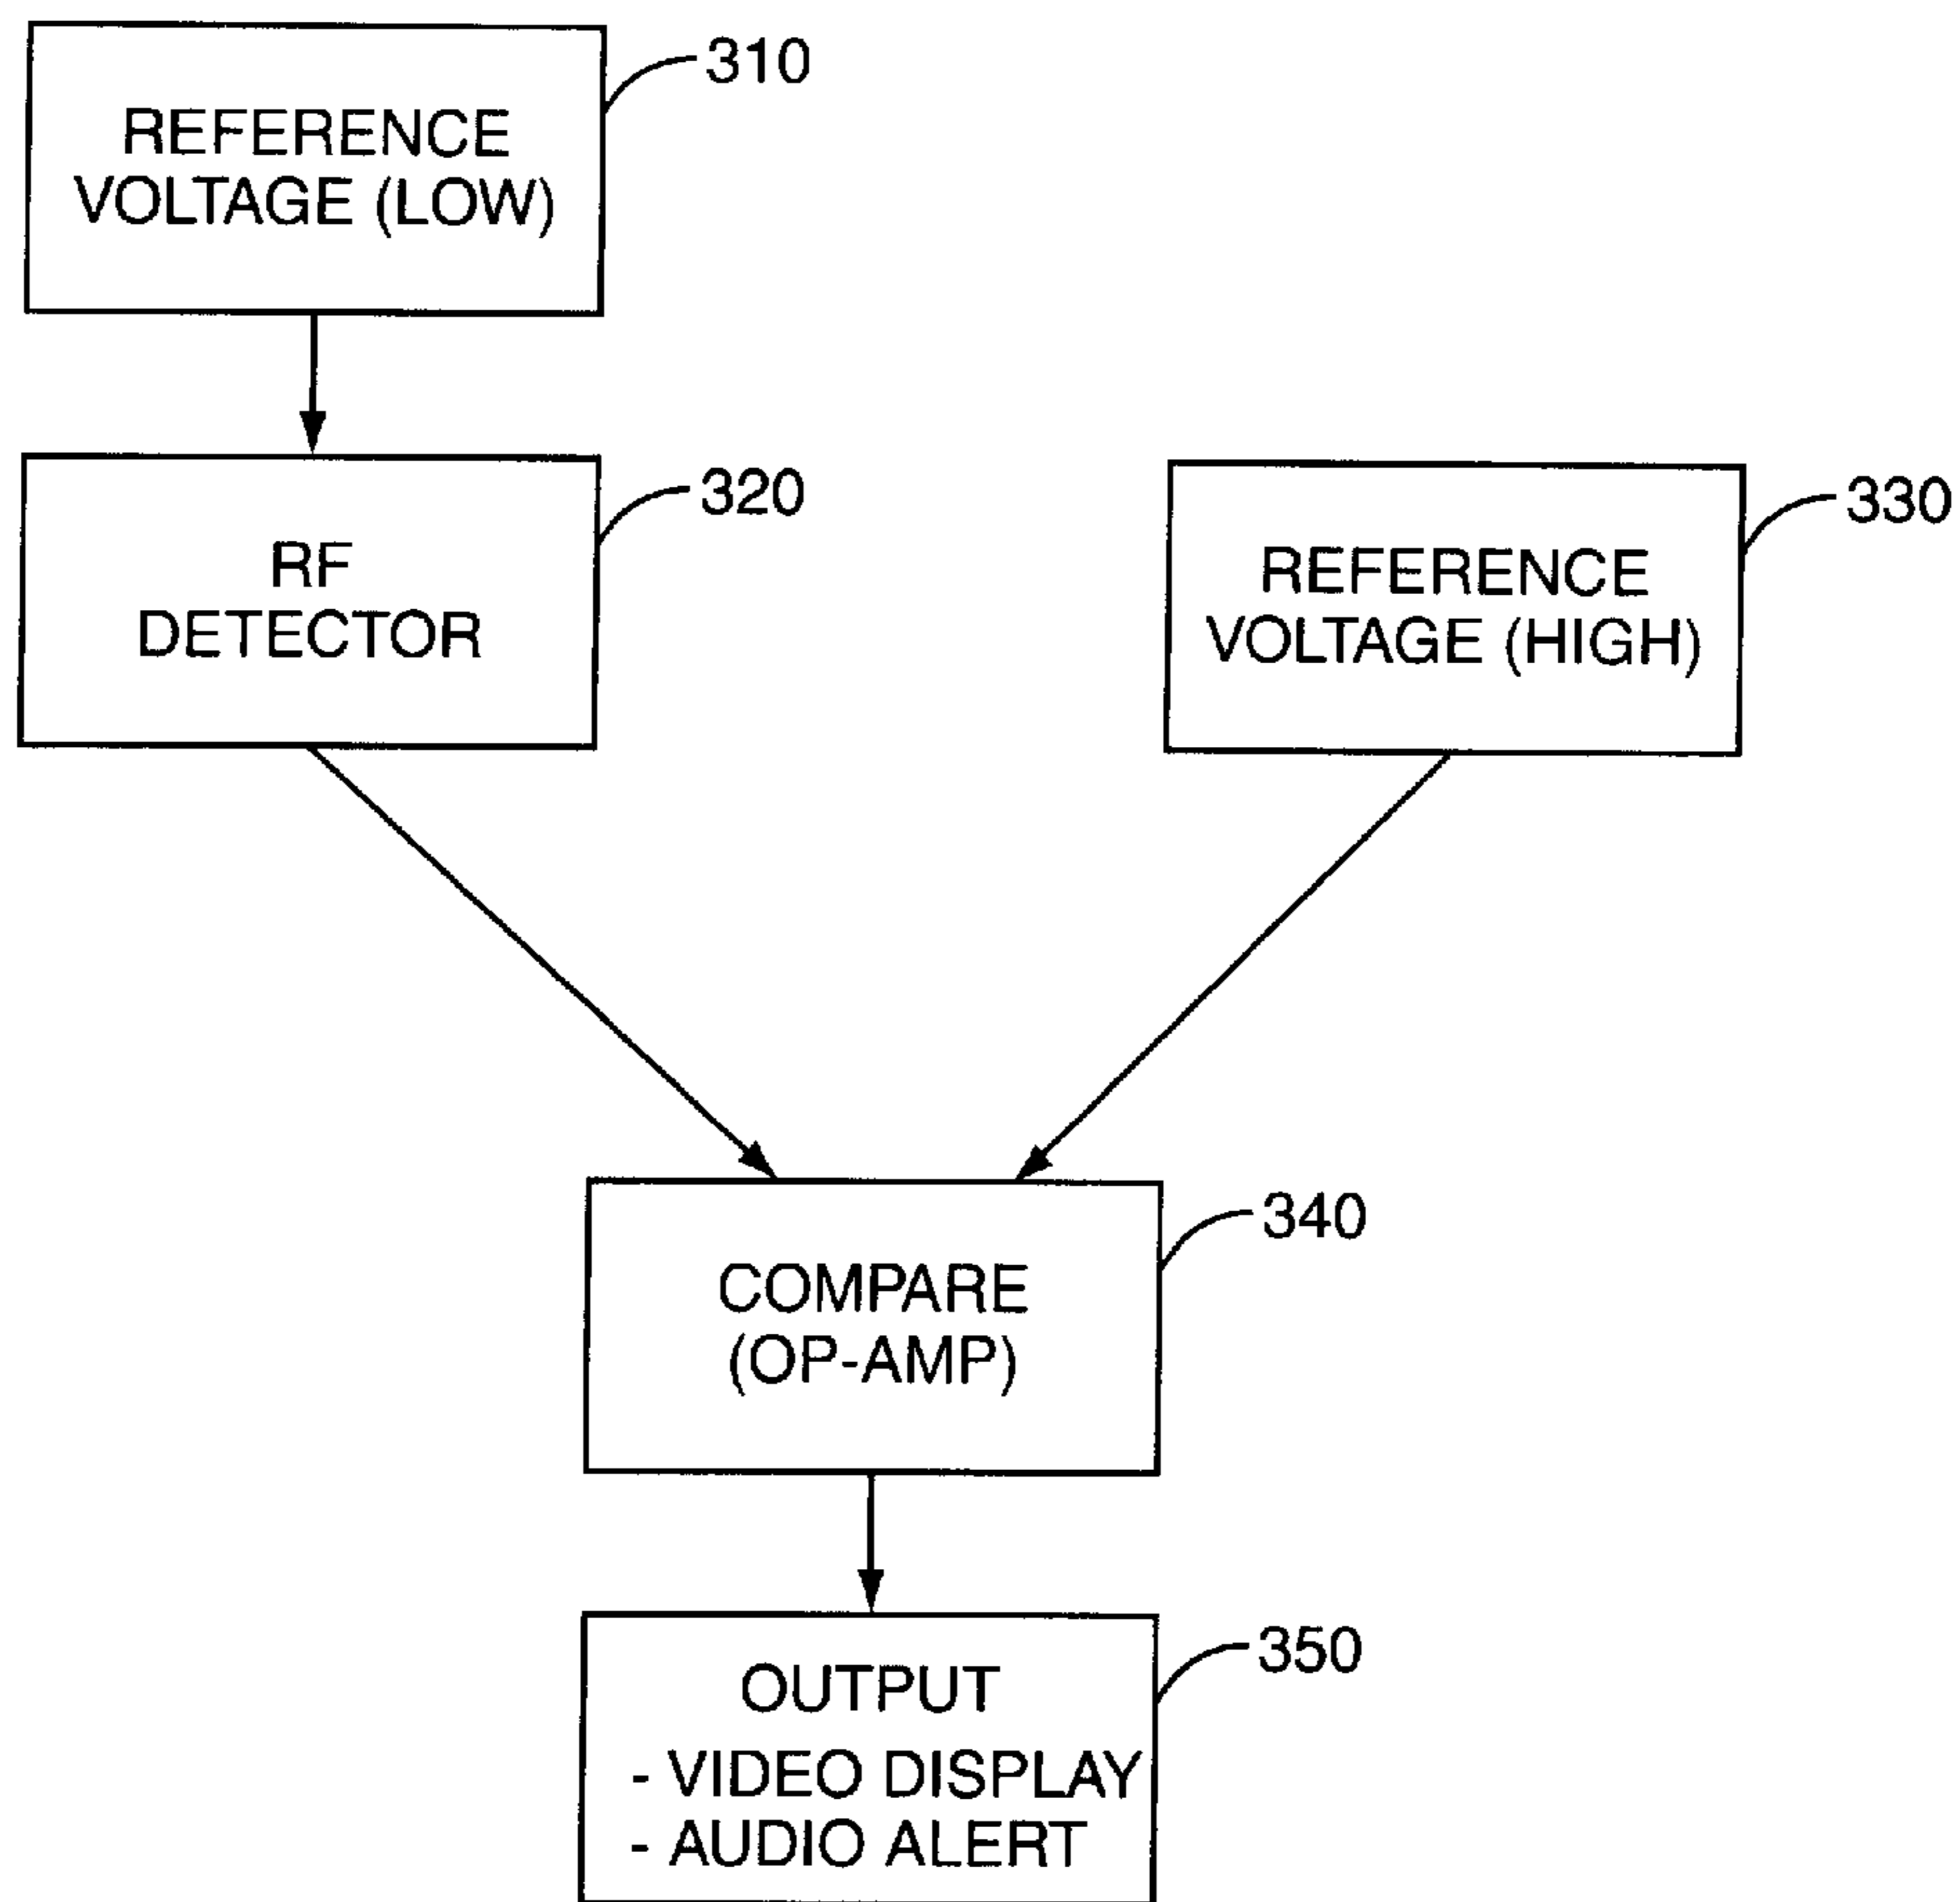 310
REFERENCE
VOLTAGE (LOW)
320
RF
DETECTOR
330
REFERENCE
VOLTAGE (HIGH)
340
COMPARE
(OP-AMP)
350
OUTPUT
- VIDEO DISPLAY
- AUDIO ALERT